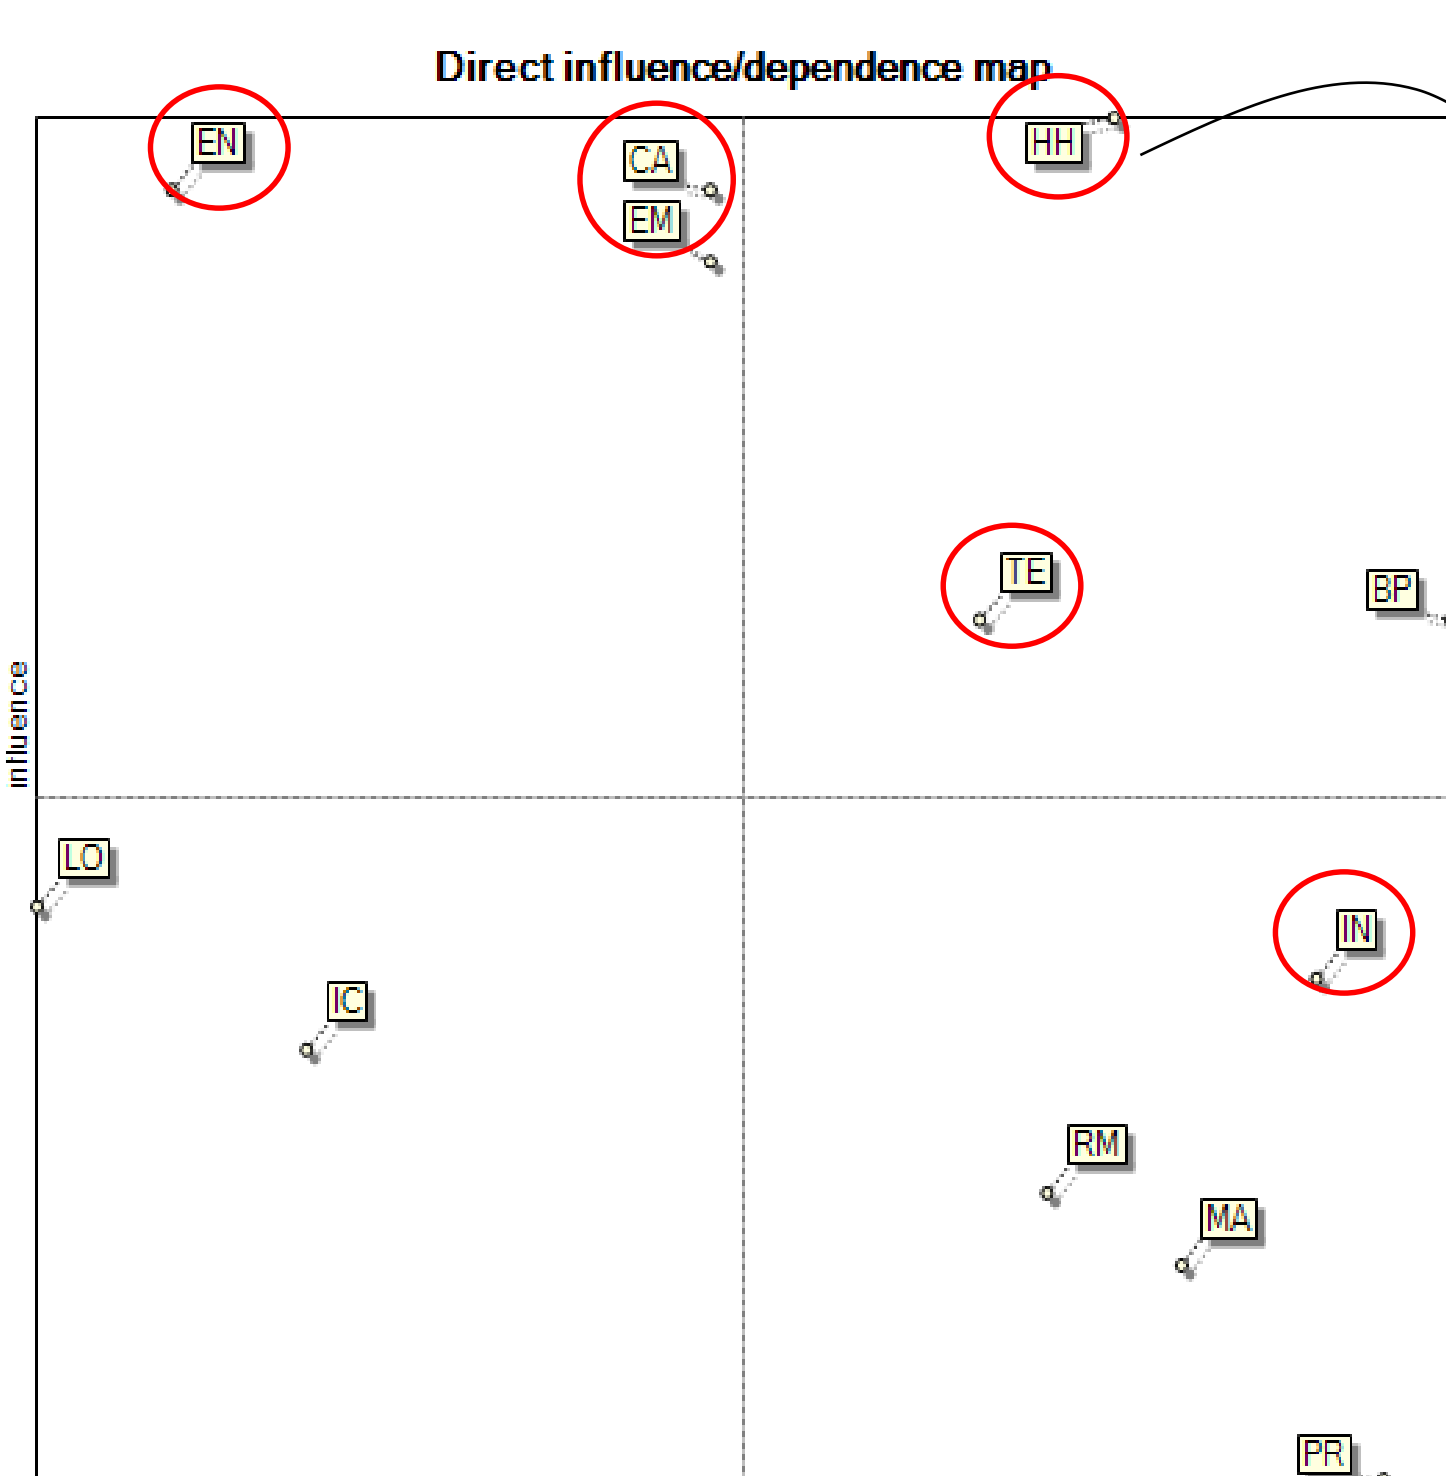 Direct influence/dependence map
EN
CA
HH
EM
TE
BP
influence
LO
IN
IC
RM
MA
PR